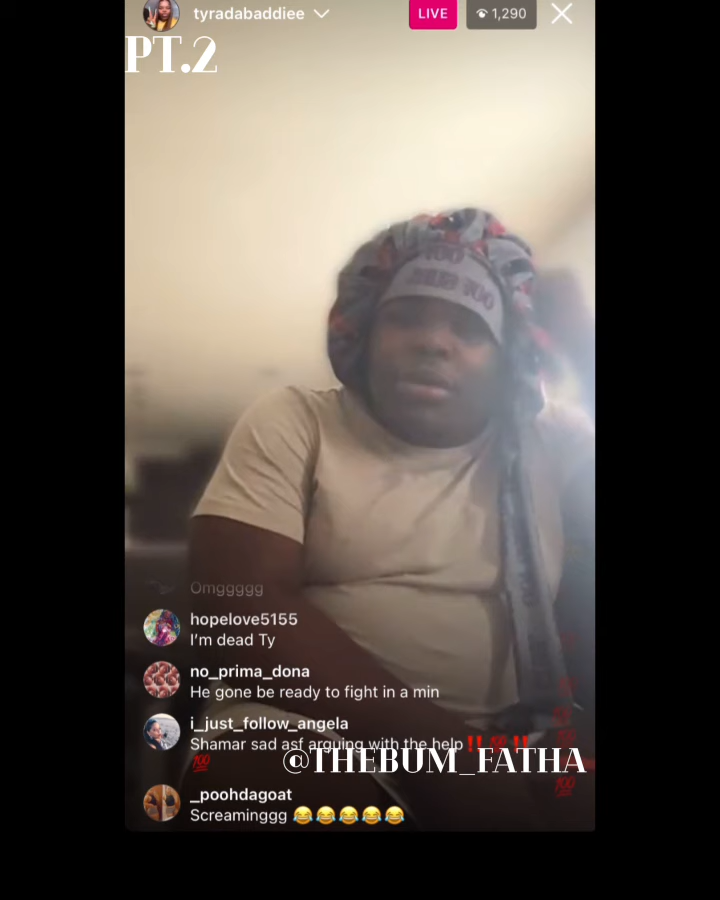 tyradabaddiee
LIVE
1,290
PT.2
100
Omggggg
hopelove5155
I'm dead Ty
no_prima_dona
He gone be ready to fight in a min
i_just_follow_angela
Shamar sad asf arguing with the help‼️💯‼️
💯
@THEBUM_FATHA
_poohdagoat
Screaminggg 😂😂😂😂😂